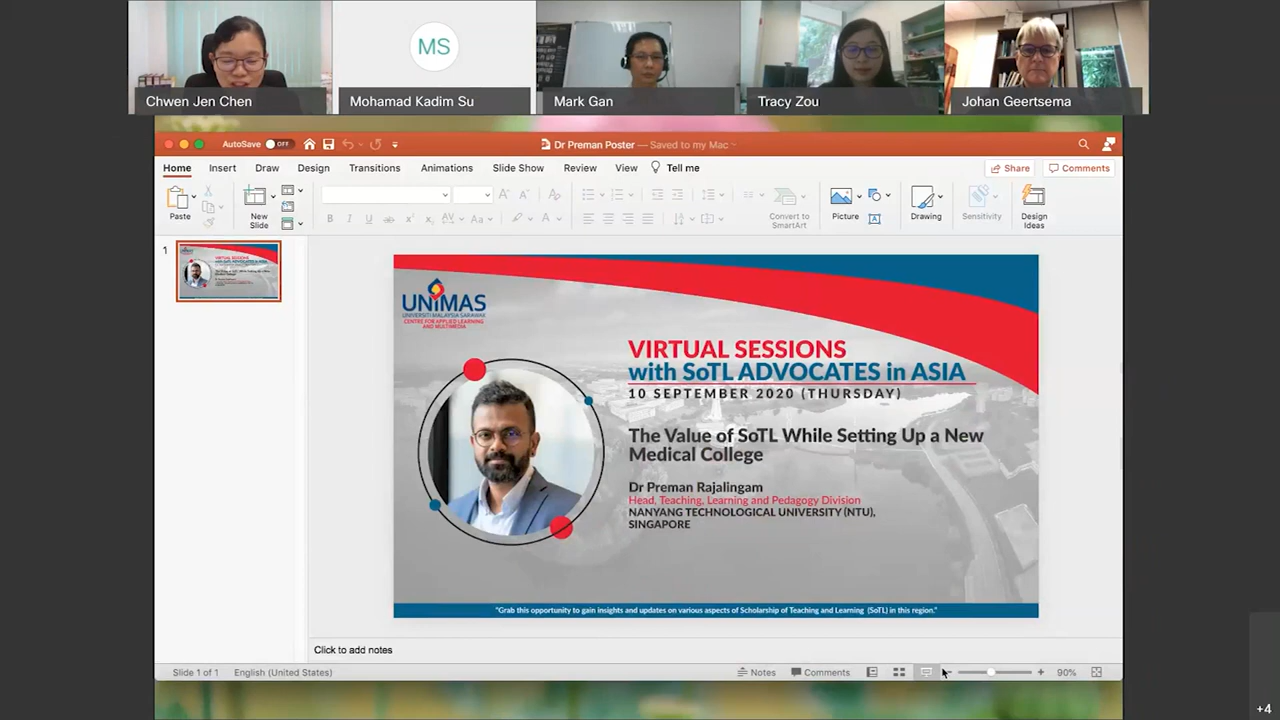 MS
Chwen Jen Chen
Mohamad Kadim Su
Mark Gan
Tracy Zou
Johan Geertsema
AutoSave OFF
Dr Preman Poster — Saved to my Mac
Home Insert Draw Design Transitions Animations Slide Show Review View Tell me
Share Comments
Paste
New
Slide
B I U
Convert to
SmartArt
Picture
Drawing
Sensitivity
Design
Ideas
1
UNIMAS
UNIVERSITI MALAYSIA SARAWAK
CENTRE FOR APPLIED LEARNING
AND MULTIMEDIA
VIRTUAL SESSIONS
with SoTL ADVOCATES in ASIA
10 SEPTEMBER 2020 (THURSDAY)
The Value of SoTL While Setting Up a New
Medical College
Dr Preman Rajalingam
Head, Teaching, Learning and Pedagogy Division
NANYANG TECHNOLOGICAL UNIVERSITY (NTU),
SINGAPORE
"Grab this opportunity to gain insights and updates on various aspects of Scholarship of Teaching and Learning (SoTL) in this region."
Click to add notes
Slide 1 of 1 English (United States) Notes Comments 90%
+4